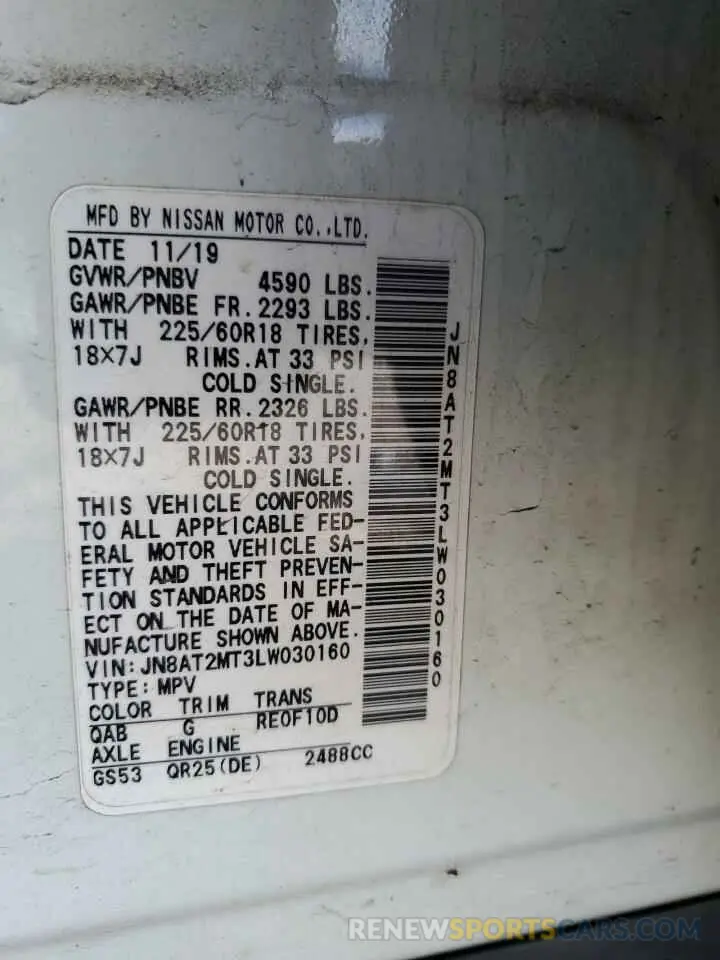 MFD BY NISSAN MOTOR CO.,LTD.
DATE 11/19
GVWR/PNBV 4590 LBS.
GAWR/PNBE FR. 2293 LBS.
WITH 225/60R18 TIRES,
18×7J RIMS. AT 33 PSI
COLD SINGLE.
GAWR/PNBE RR. 2326 LBS.
WITH 225/60R18 TIRES,
18×7J RIMS. AT 33 PSI
COLD SINGLE.
THIS VEHICLE CONFORMS
TO ALL APPLICABLE FED-
ERAL MOTOR VEHICLE SA-
FETY AND THEFT PREVEN-
TION STANDARDS IN EFF-
ECT ON THE DATE OF MA-
NUFACTURE SHOWN ABOVE.
VIN:JN8AT2MT3LW030160
TYPE:MPV
COLOR TRIM TRANS
QAB G RE0F10D
AXLE ENGINE
GS53 QR25(DE) 2488CC
JN8AT2MT3LW030160
RENEWSPORTSCARS.COM